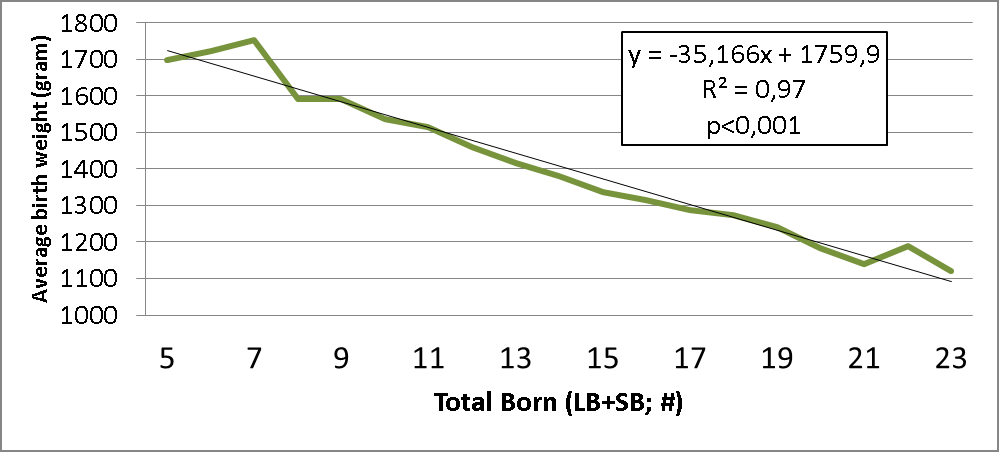 1800
1700
1600
1500
1400
1300
1200
1100
1000
Average birth weight (gram)
y = -35,166x + 1759,9
R² = 0,97
p<0,001
5 7 9 11 13 15 17 19 21 23
Total Born (LB+SB; #)